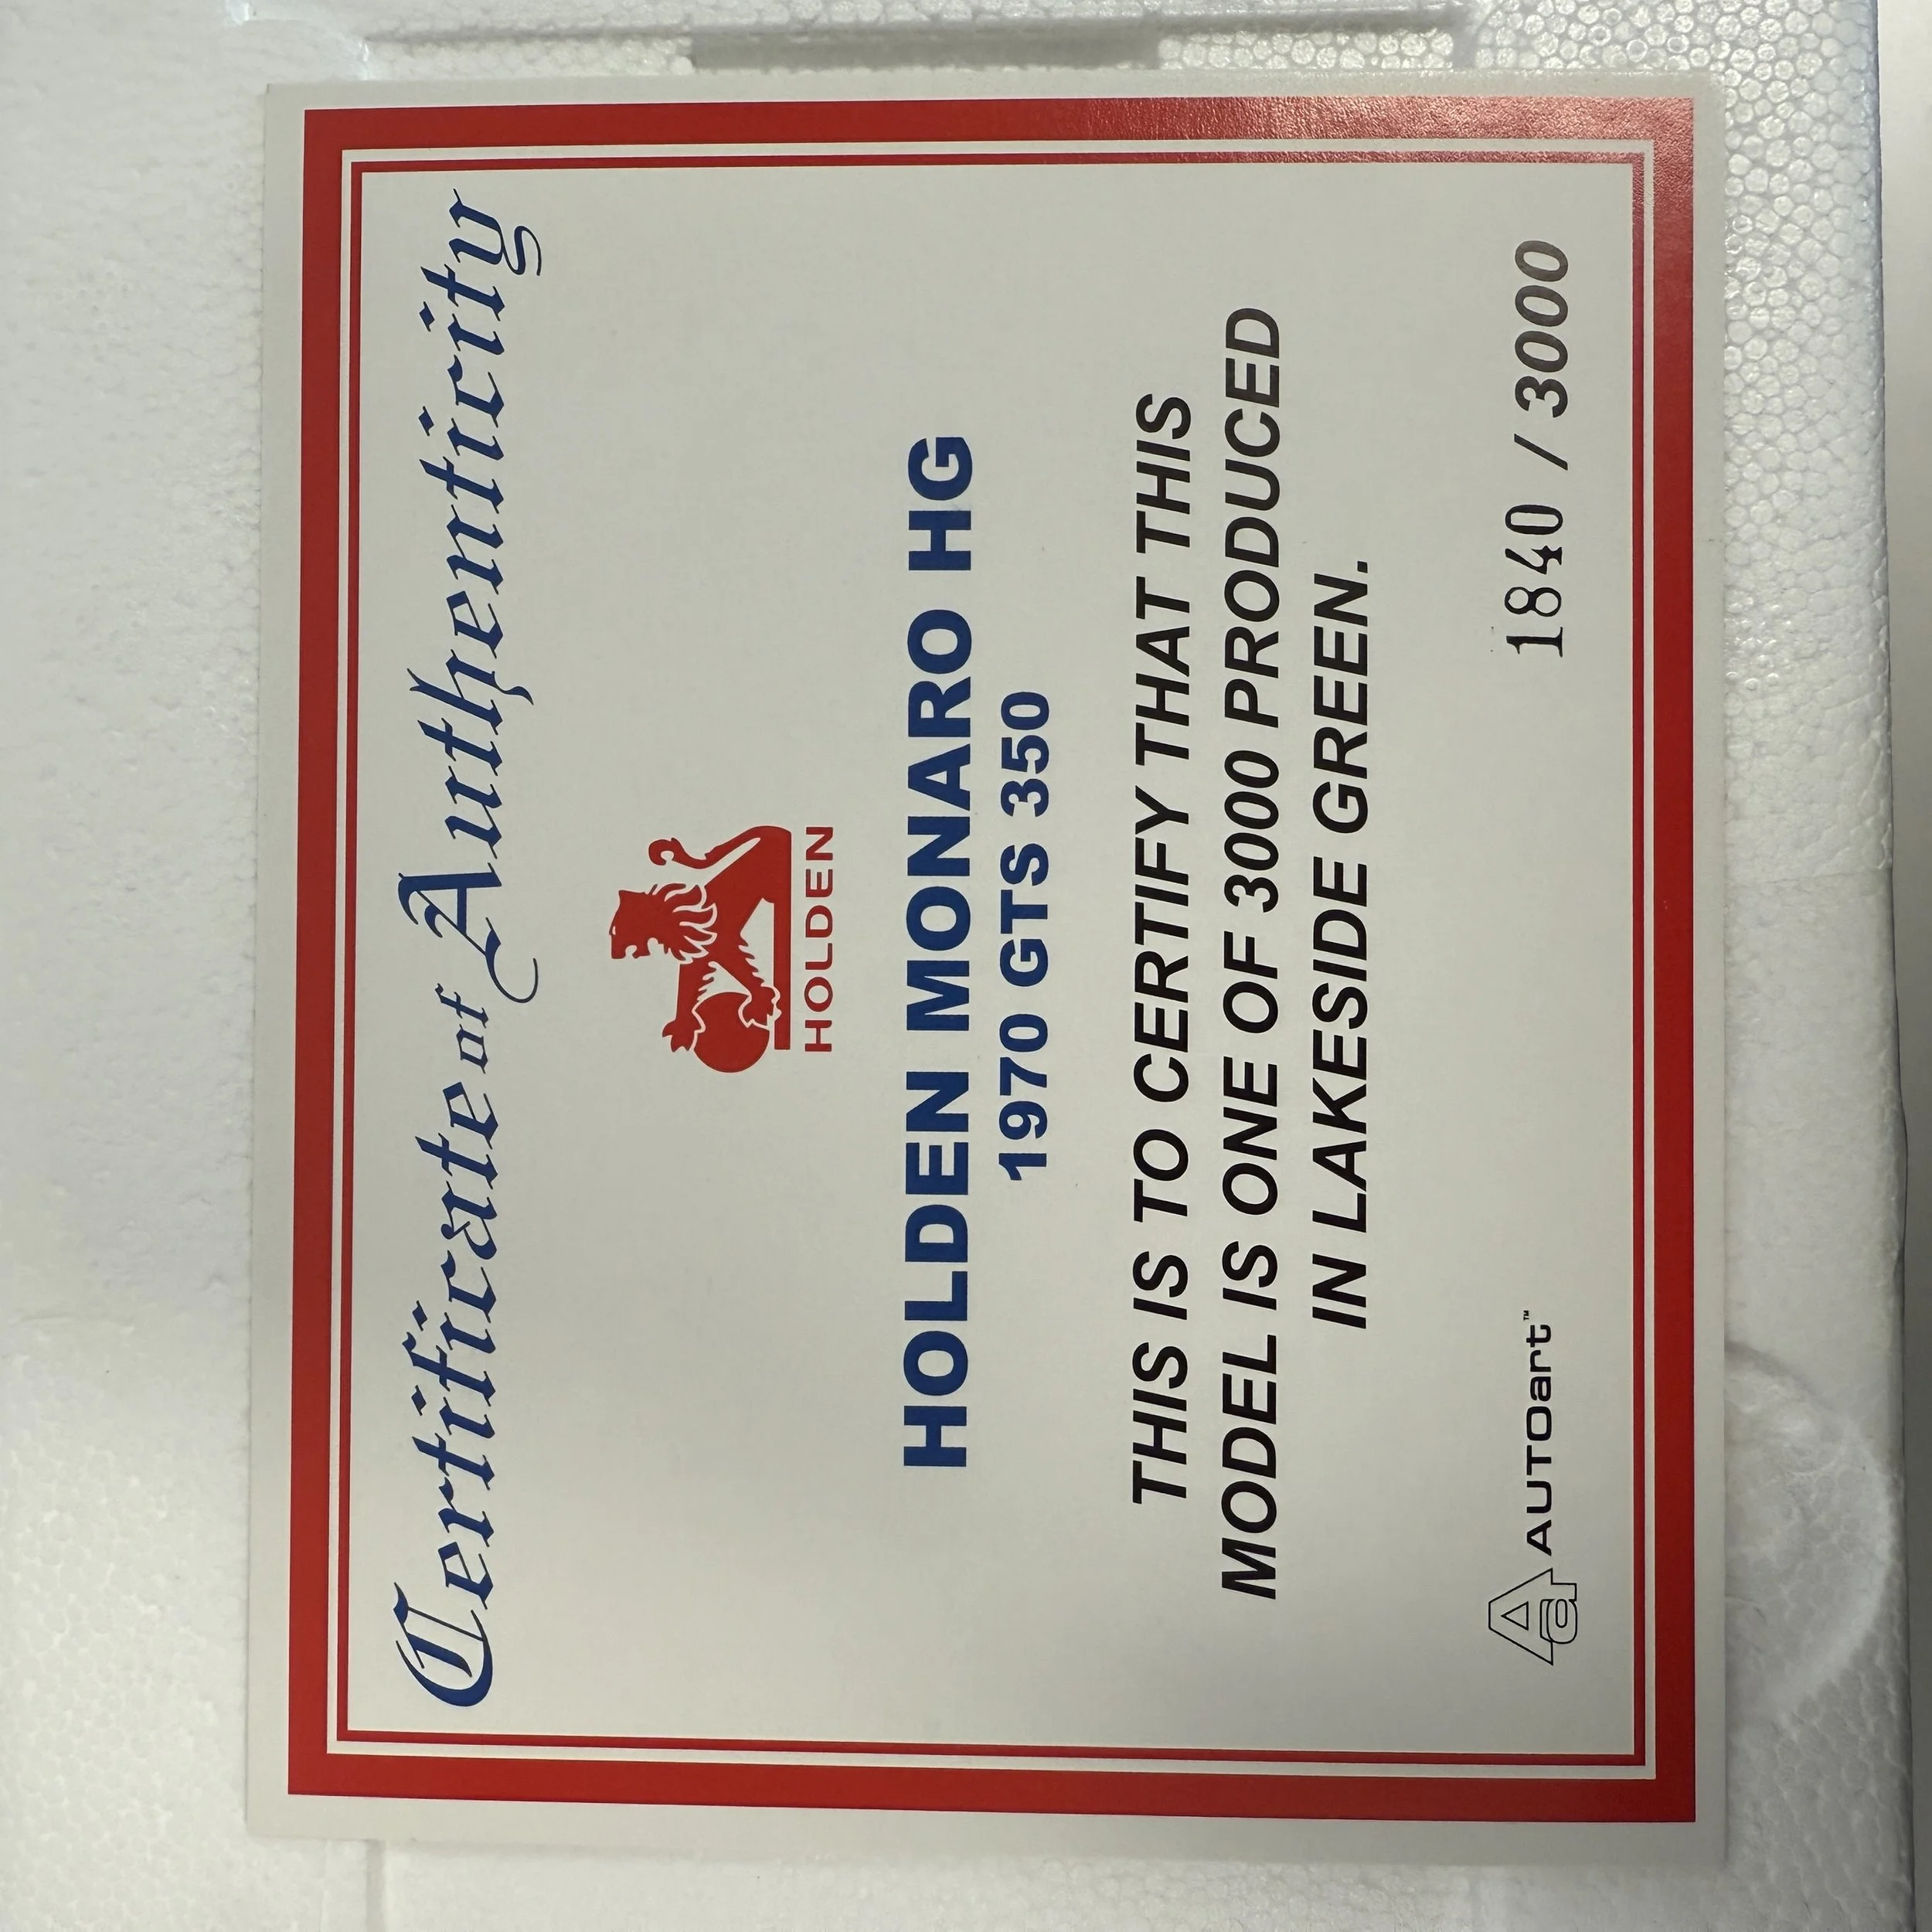 Certificate of Authenticity
HOLDEN
HOLDEN MONARO HG
1970 GTS 350
THIS IS TO CERTIFY THAT THIS
MODEL IS ONE OF 3000 PRODUCED
IN LAKESIDE GREEN.
Aa AUTOart™
1840 / 3000